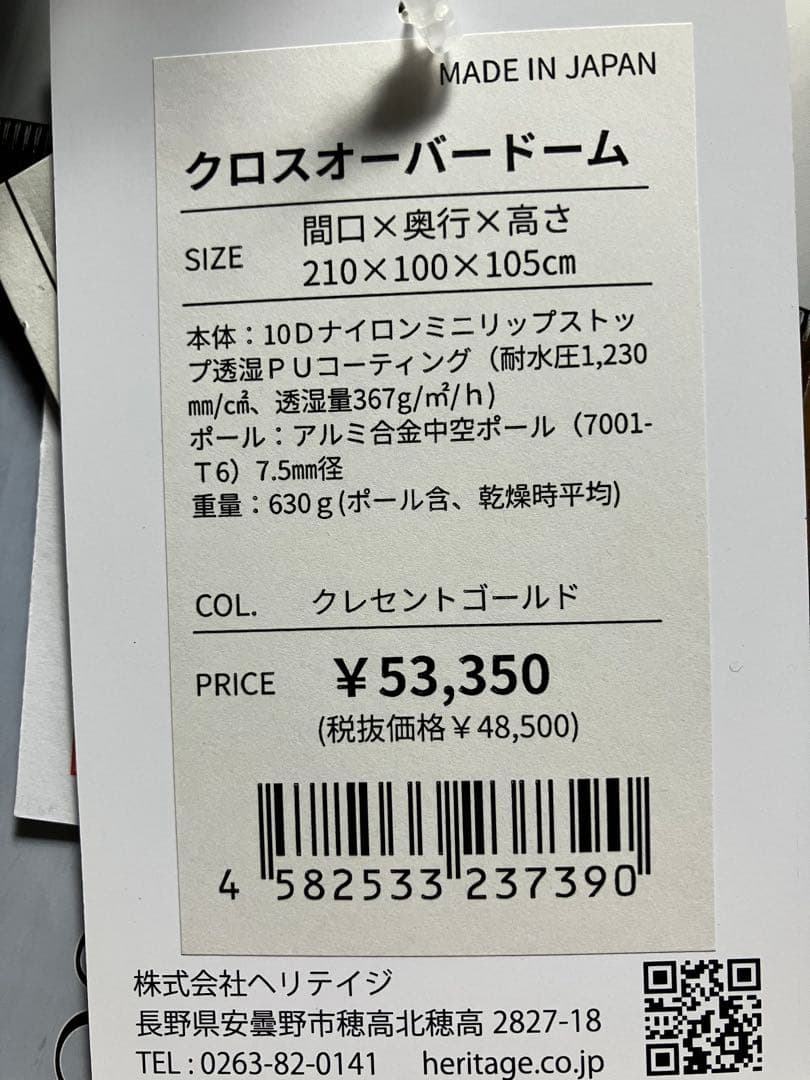 MADE IN JAPAN
クロスオーバードーム
SIZE 間口×奥行×高さ
210×100×105㎝
本体：10Ｄナイロンミニリップストッ
プ透湿ＰＵコーティング（耐水圧1,230
㎜/㎠、透湿量367g/㎡/ｈ)
ポール：アルミ合金中空ポール（7001-
Ｔ6）7.5㎜径
重量：630ｇ(ポール含、乾燥時平均)
COL. クレセントゴールド
PRICE ￥53,350
(税抜価格￥48,500)
4 582533 237390
株式会社ヘリテイジ
長野県安曇野市穂高北穂高 2827-18
TEL : 0263-82-0141 heritage.co.jp